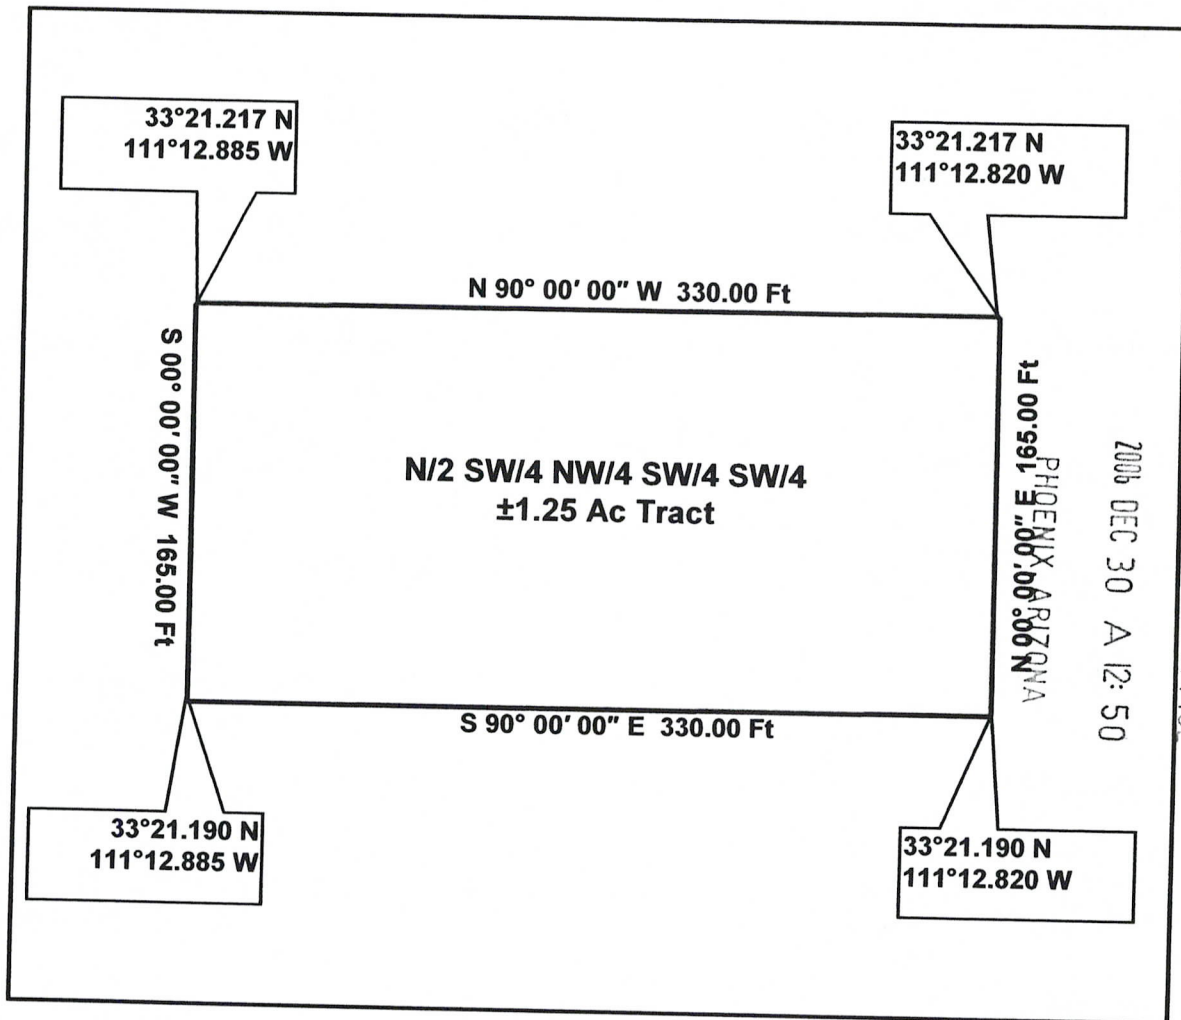 33°21.217 N
111°12.885 W
33°21.217 N
111°12.820 W
N 90° 00′ 00″ W 330.00 Ft
S 00° 00′ 00″ W 165.00 Ft
N/2 SW/4 NW/4 SW/4 SW/4
±1.25 Ac Tract
N 00° 00′ 00″ E 165.00 Ft
PHOENIX ARIZONA
2006 DEC 30 A 12:50
S 90° 00′ 00″ E 330.00 Ft
33°21.190 N
111°12.885 W
33°21.190 N
111°12.820 W